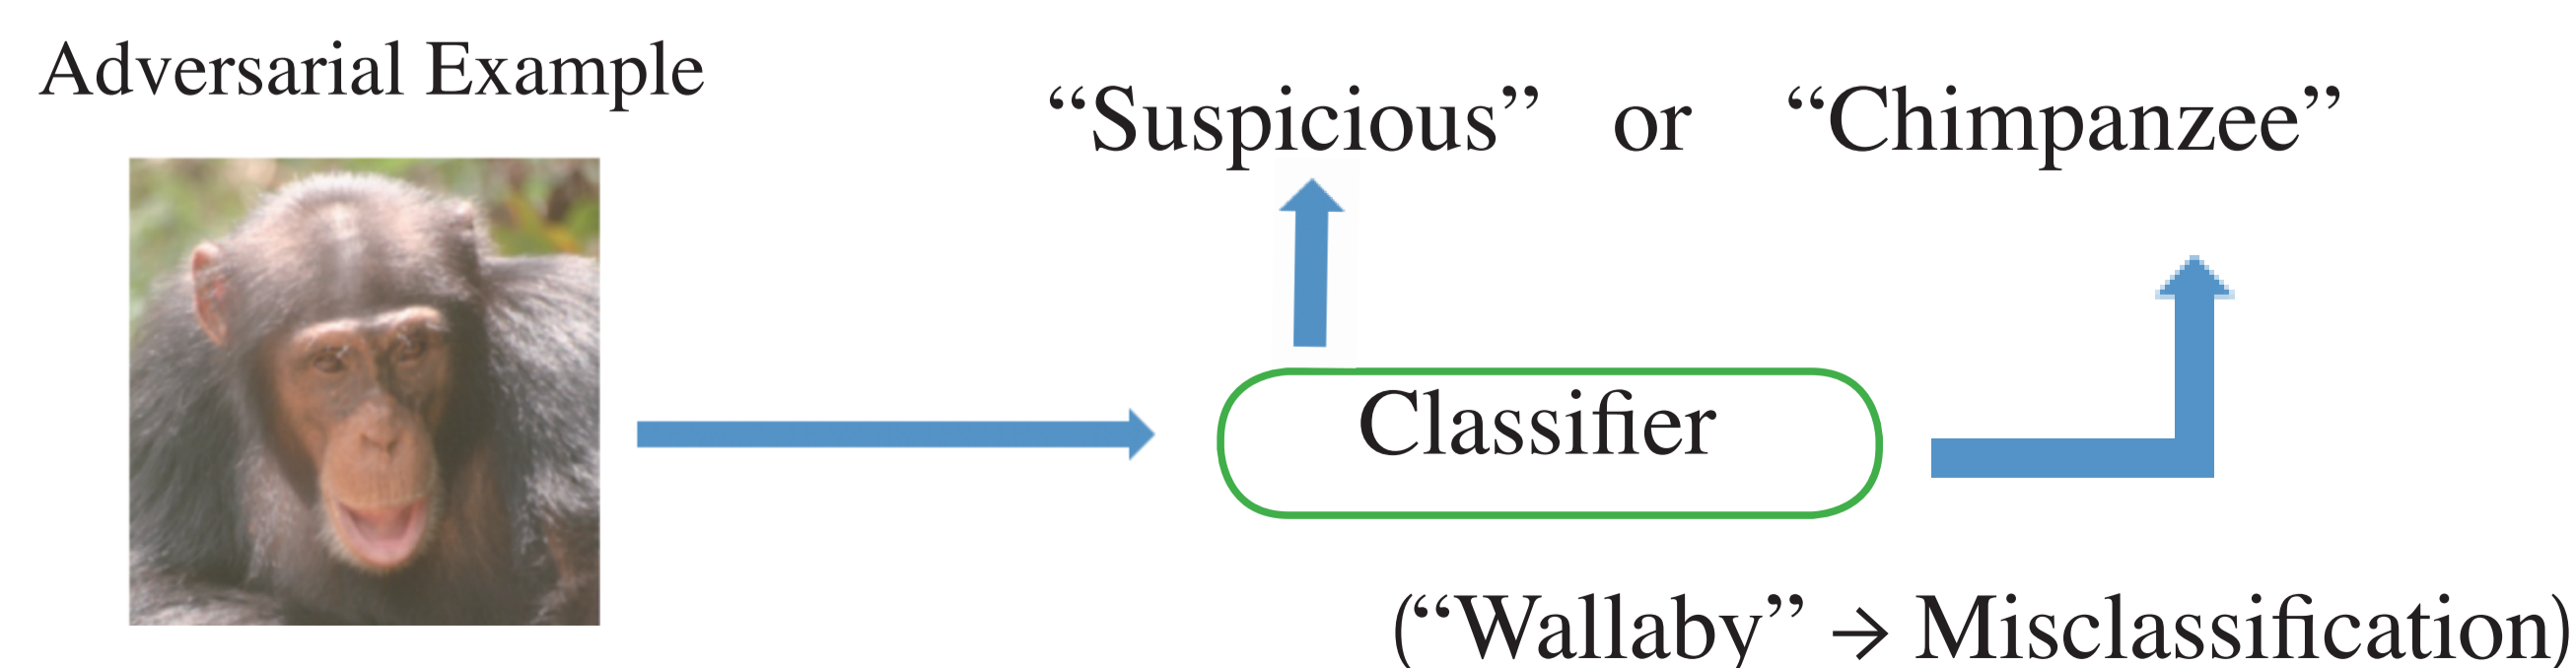 Adversarial Example
“Suspicious” or “Chimpanzee”
Classifier
(“Wallaby” → Misclassification)